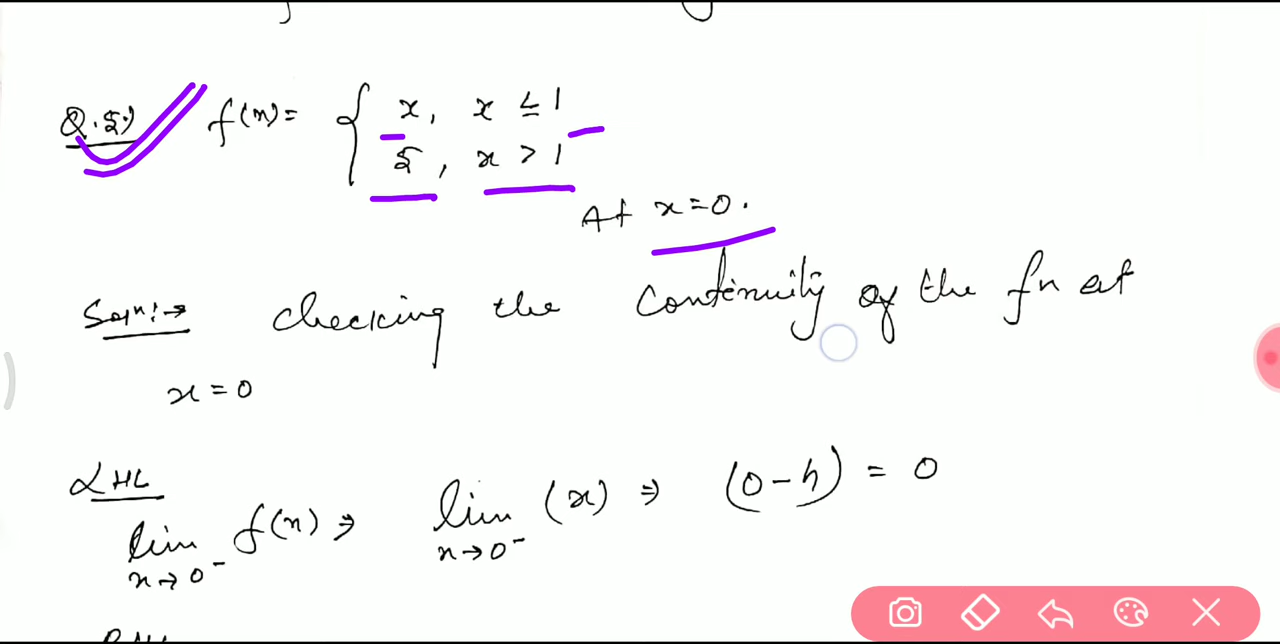 Q.5) f(x) = { x, x ≤ 1
5, x > 1
At x = 0.
Soln:→ checking the continuity of the fn at
x = 0
LHL
lim x→0⁻ f(x) ⇒ lim x→0⁻ (x) ⇒ (0 - h) = 0